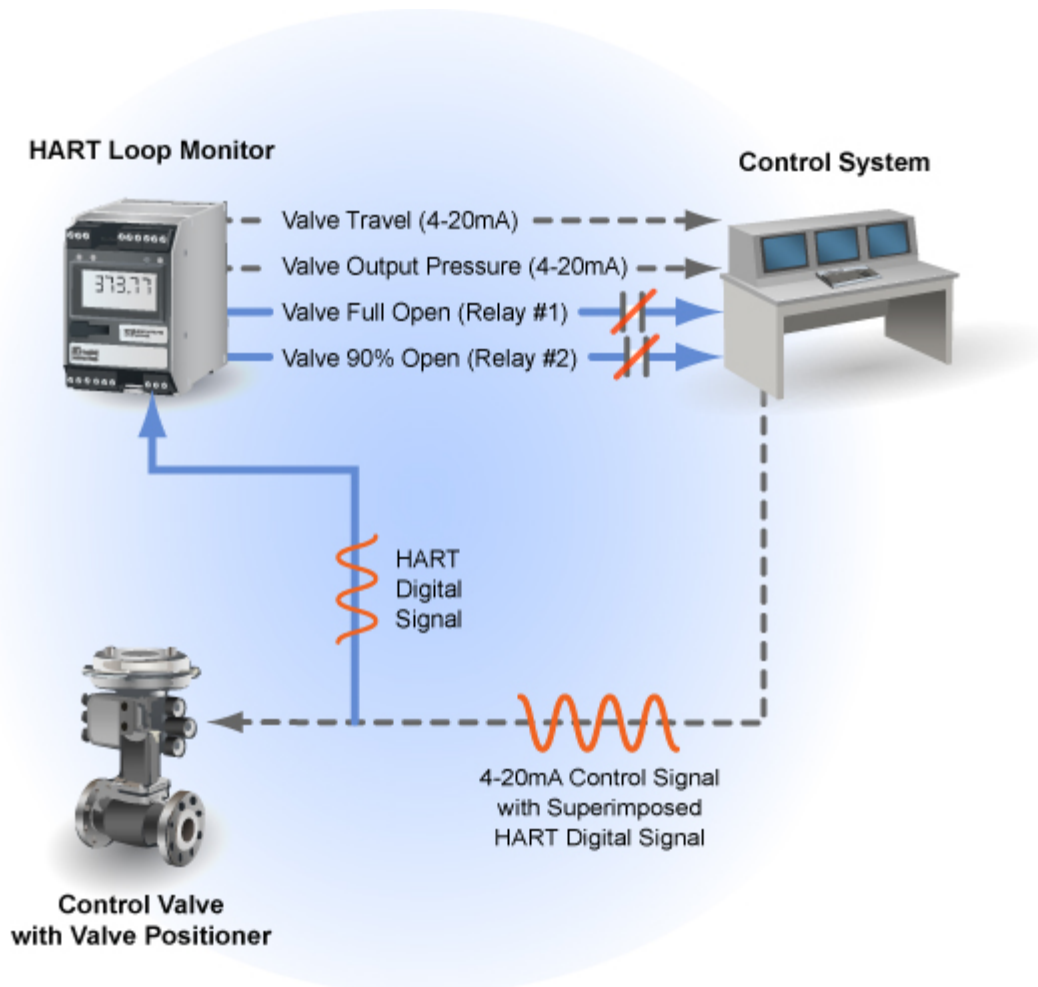 HART Loop Monitor
Control System
Valve Travel (4-20mA)
Valve Output Pressure (4-20mA)
Valve Full Open (Relay #1)
Valve 90% Open (Relay #2)
373.77
HART
Digital
Signal
4-20mA Control Signal
with Superimposed
HART Digital Signal
Control Valve
with Valve Positioner